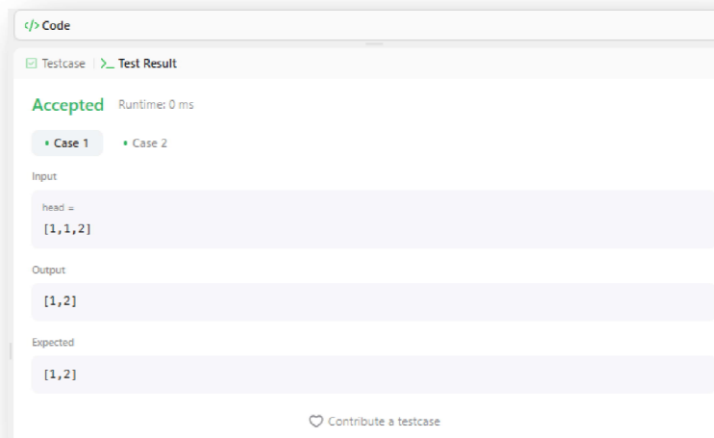 </> Code
Testcase | >_ Test Result
Accepted Runtime: 0 ms
• Case 1 • Case 2
Input
head =
[1,1,2]
Output
[1,2]
Expected
[1,2]
Contribute a testcase